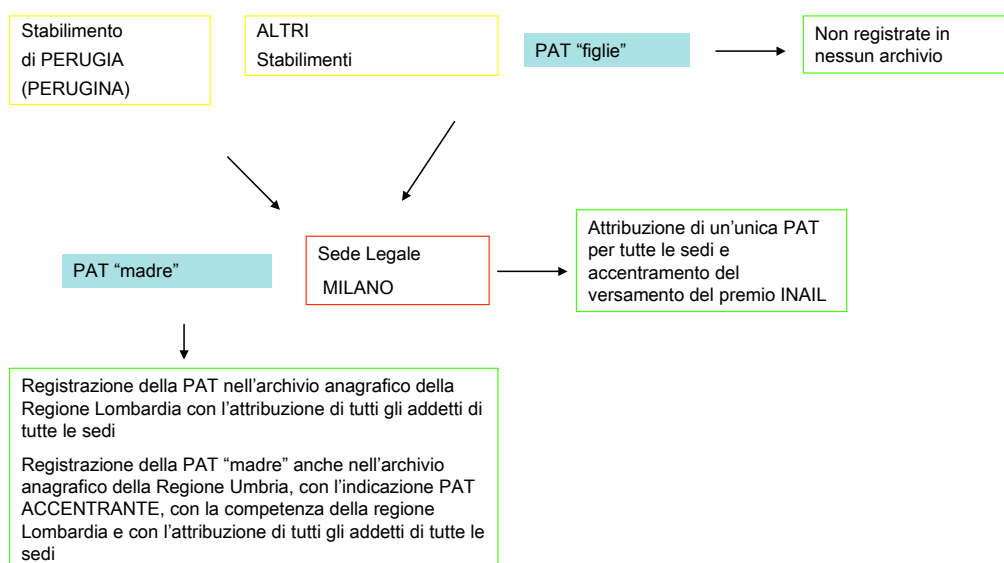 Stabilimento
di PERUGIA
(PERUGINA)
ALTRI
Stabilimenti
PAT “figlie”
Non registrate in
nessun archivio
PAT “madre”
Sede Legale
MILANO
Attribuzione di un’unica PAT
per tutte le sedi e
accentramento del
versamento del premio INAIL
Registrazione della PAT nell’archivio anagrafico della
Regione Lombardia con l’attribuzione di tutti gli addetti di
tutte le sedi
Registrazione della PAT “madre” anche nell’archivio
anagrafico della Regione Umbria, con l’indicazione PAT
ACCENTRANTE, con la competenza della regione
Lombardia e con l’attribuzione di tutti gli addetti di tutte le
sedi